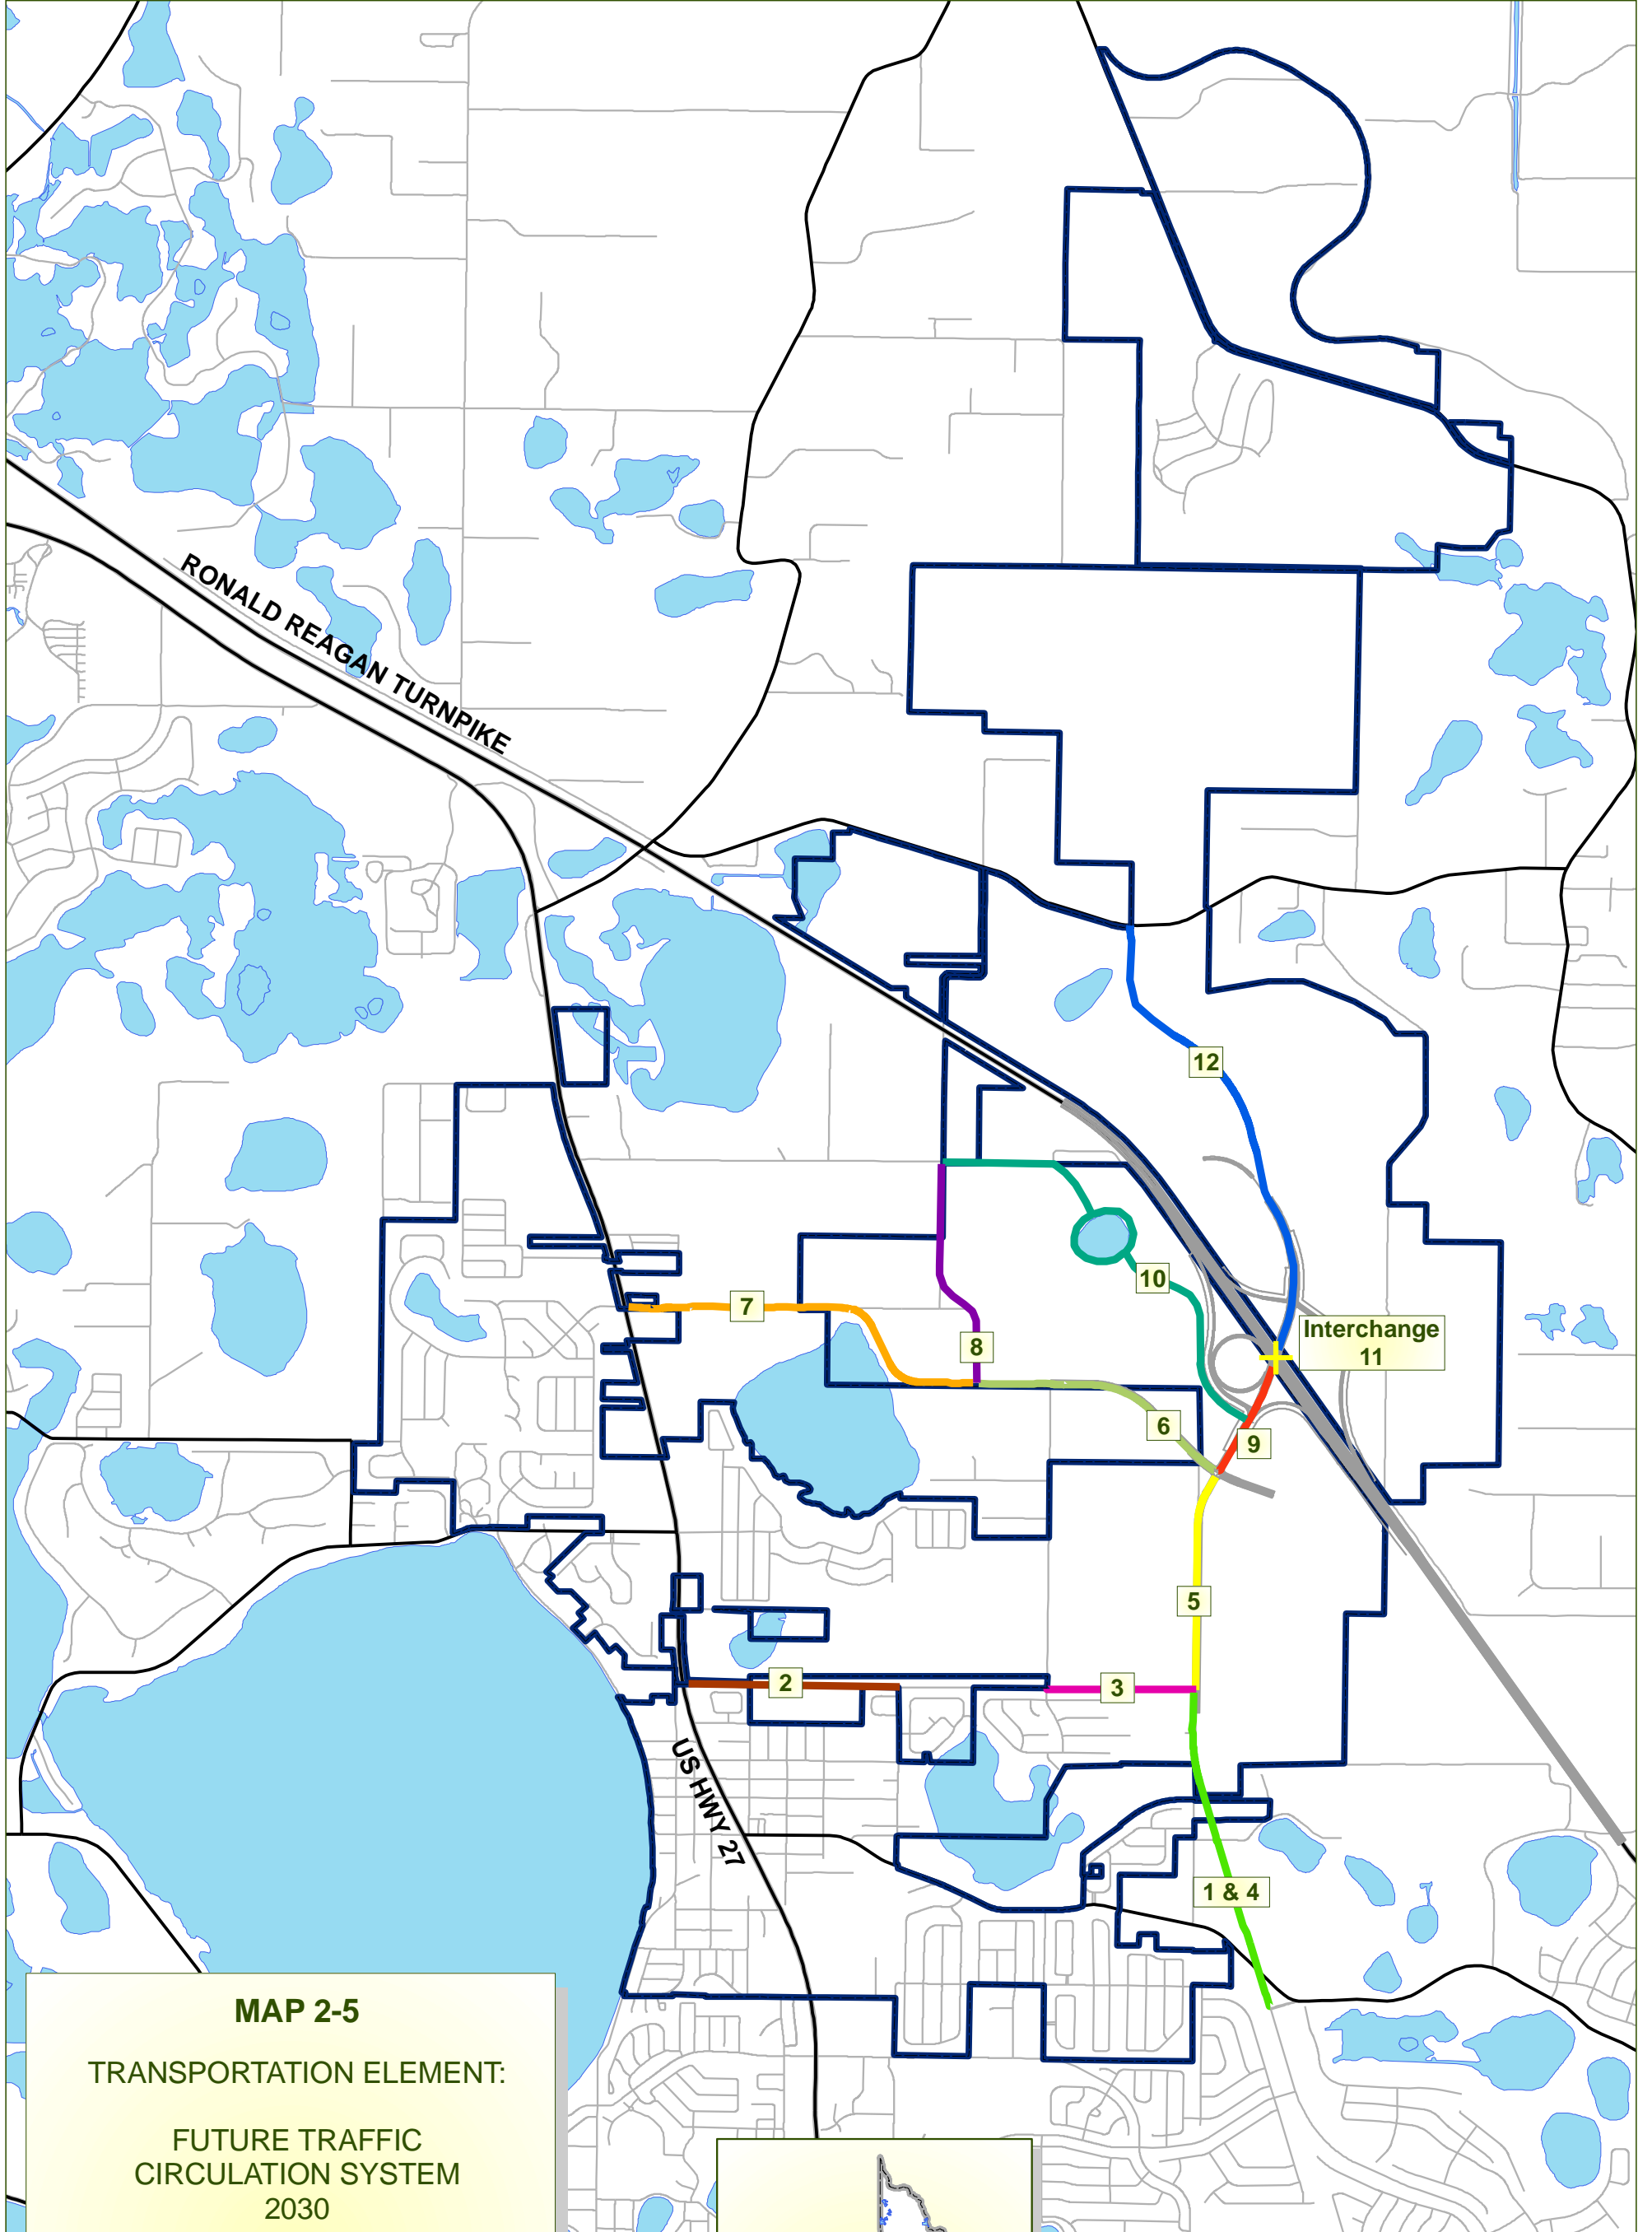 RONALD REAGAN TURNPIKE
12
10
7
Interchange
11
8
6
9
5
2
3
US HWY 27
1 & 4
MAP 2-5
TRANSPORTATION ELEMENT:
FUTURE TRAFFIC
CIRCULATION SYSTEM
2030